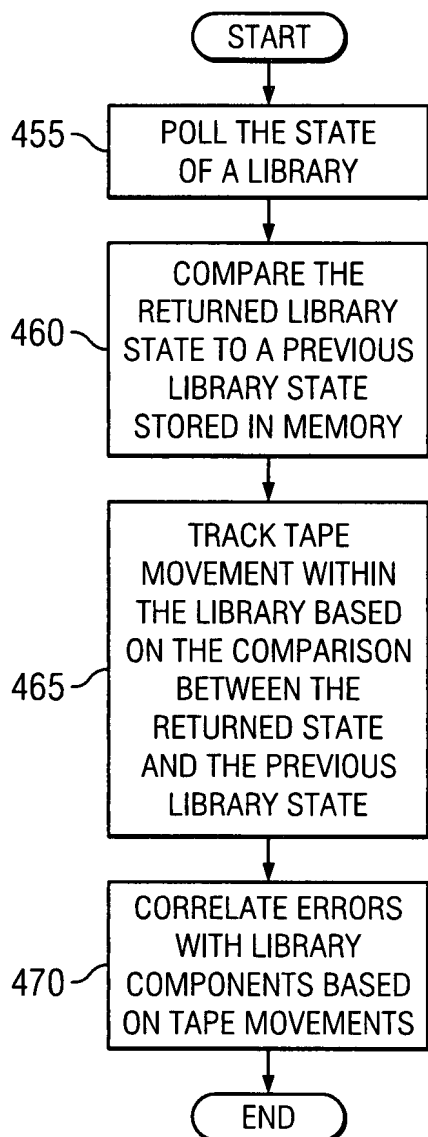 START
455
POLL THE STATE
OF A LIBRARY
460
COMPARE THE
RETURNED LIBRARY
STATE TO A PREVIOUS
LIBRARY STATE
STORED IN MEMORY
465
TRACK TAPE
MOVEMENT WITHIN
THE LIBRARY BASED
ON THE COMPARISON
BETWEEN THE
RETURNED STATE
AND THE PREVIOUS
LIBRARY STATE
470
CORRELATE ERRORS
WITH LIBRARY
COMPONENTS BASED
ON TAPE MOVEMENTS
END